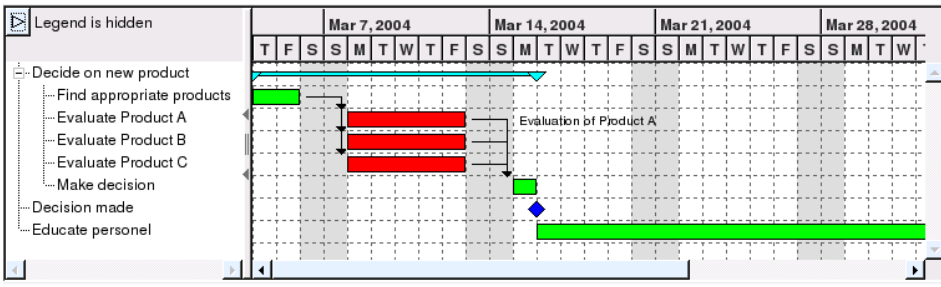 Legend is hidden
Mar 7, 2004 Mar 14, 2004 Mar 21, 2004 Mar 28, 2004
T F S S M T W T F S S M T W T F S S M T W T F S S M T W
Decide on new product
Find appropriate products
Evaluate Product A
Evaluation of Product A
Evaluate Product B
Evaluate Product C
Make decision
Decision made
Educate personel